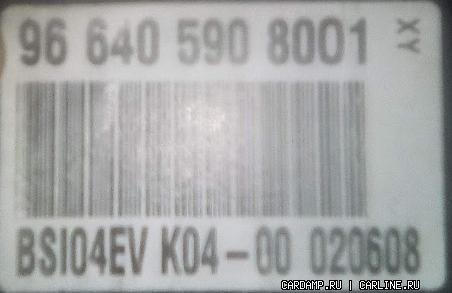 96 640 590 8001
XY
BSI04EV K04-00 020608
CARDAMP.RU | CARLINE.RU